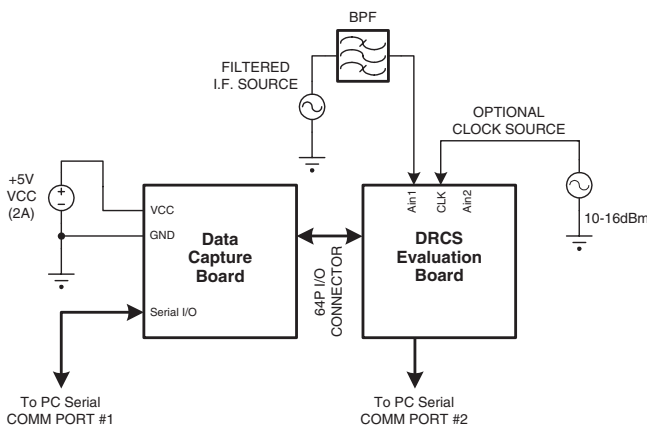 BPF
FILTERED
I.F. SOURCE
OPTIONAL
CLOCK SOURCE
+5V
VCC
(2A)
VCC
GND
Serial I/O
Data
Capture
Board
64P I/O
CONNECTOR
Ain1
CLK
Ain2
DRCS
Evaluation
Board
10-16dBm
To PC Serial
COMM PORT #1
To PC Serial
COMM PORT #2